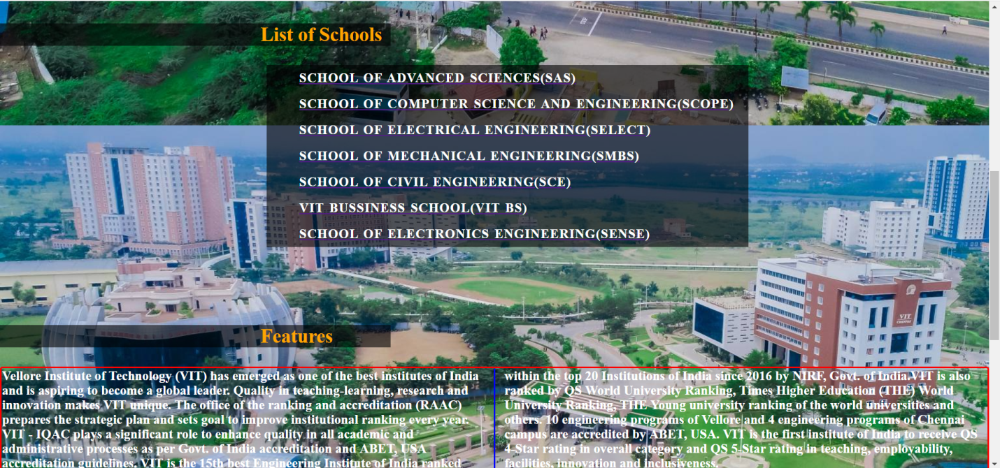 List of Schools
SCHOOL OF ADVANCED SCIENCES(SAS)
SCHOOL OF COMPUTER SCIENCE AND ENGINEERING(SCOPE)
SCHOOL OF ELECTRICAL ENGINEERING(SELECT)
SCHOOL OF MECHANICAL ENGINEERING(SMBS)
SCHOOL OF CIVIL ENGINEERING(SCE)
VIT BUSSINESS SCHOOL(VIT BS)
SCHOOL OF ELECTRONICS ENGINEERING(SENSE)
VIT
CHENNAI
Features
Vellore Institute of Technology (VIT) has emerged as one of the best institutes of India
and is aspiring to become a global leader. Quality in teaching-learning, research and
innovation makes VIT unique. The office of the ranking and accreditation (RAAC)
prepares the strategic plan and sets goal to improve institutional ranking every year.
VIT - IQAC plays a significant role to enhance quality in all academic and
administrative processes as per Govt. of India accreditation and ABET, USA
accreditation guidelines. VIT is the 15th best Engineering Institute of India ranked
within the top 20 Institutions of India since 2016 by NIRF, Govt. of India.VIT is also
ranked by QS World University Ranking, Times Higher Education (THE) World
University Ranking, THE Young university ranking of the world universities and
others. 10 engineering programs of Vellore and 4 engineering programs of Chennai
campus are accredited by ABET, USA. VIT is the first institute of India to receive QS
4-Star rating in overall category and QS 5-Star rating in teaching, employability,
facilities, innovation and inclusiveness.